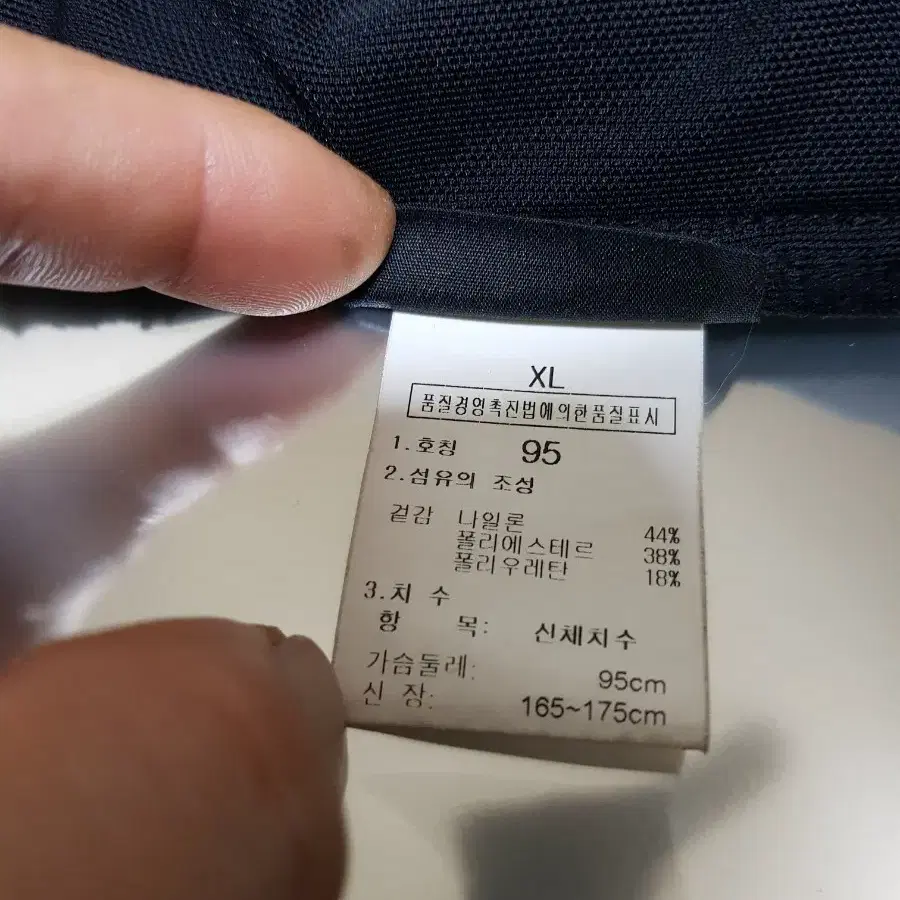 XL
품질경영촉진법에의한품질표시
1.호칭 95
2.섬유의 조성
겉감 나일론 44%
폴리에스테르 38%
폴리우레탄 18%
3.치 수
항 목: 신체치수
가슴둘레: 95cm
신 장: 165~175cm